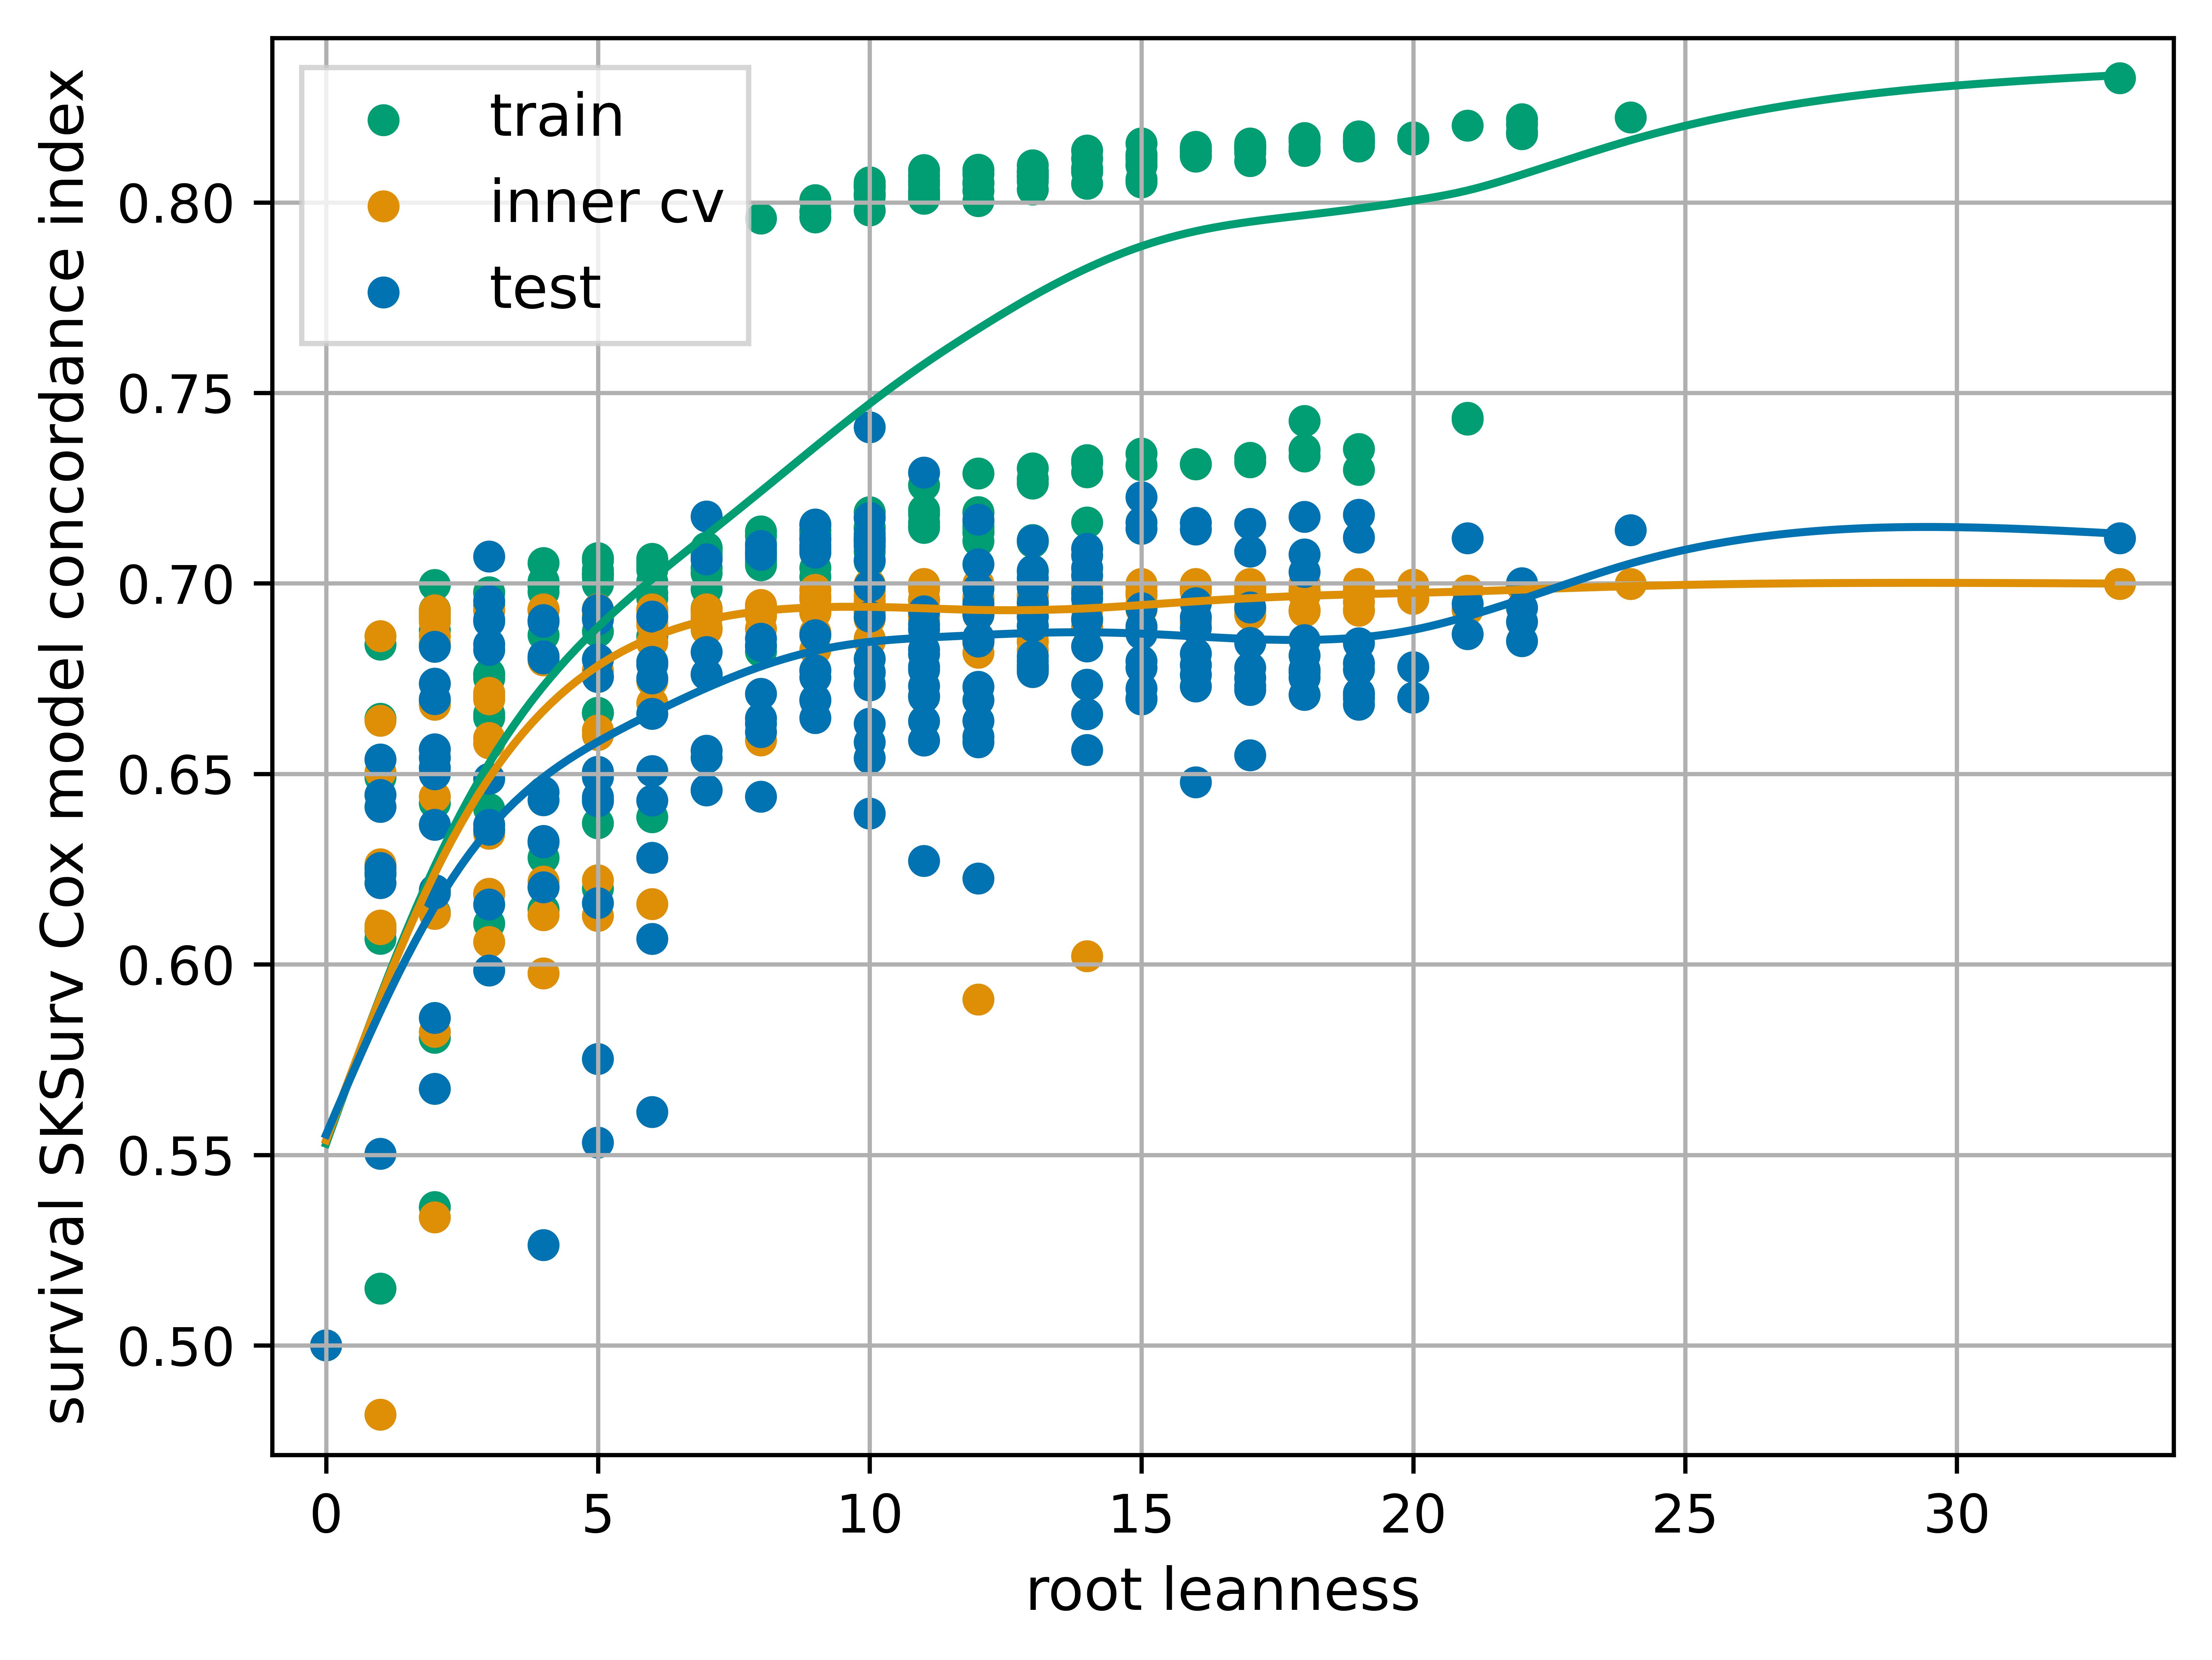 train
inner cv
test
survival SKSurv Cox model concordance index
0.80
0.75
0.70
0.65
0.60
0.55
0.50
0 5 10 15 20 25 30
root leanness